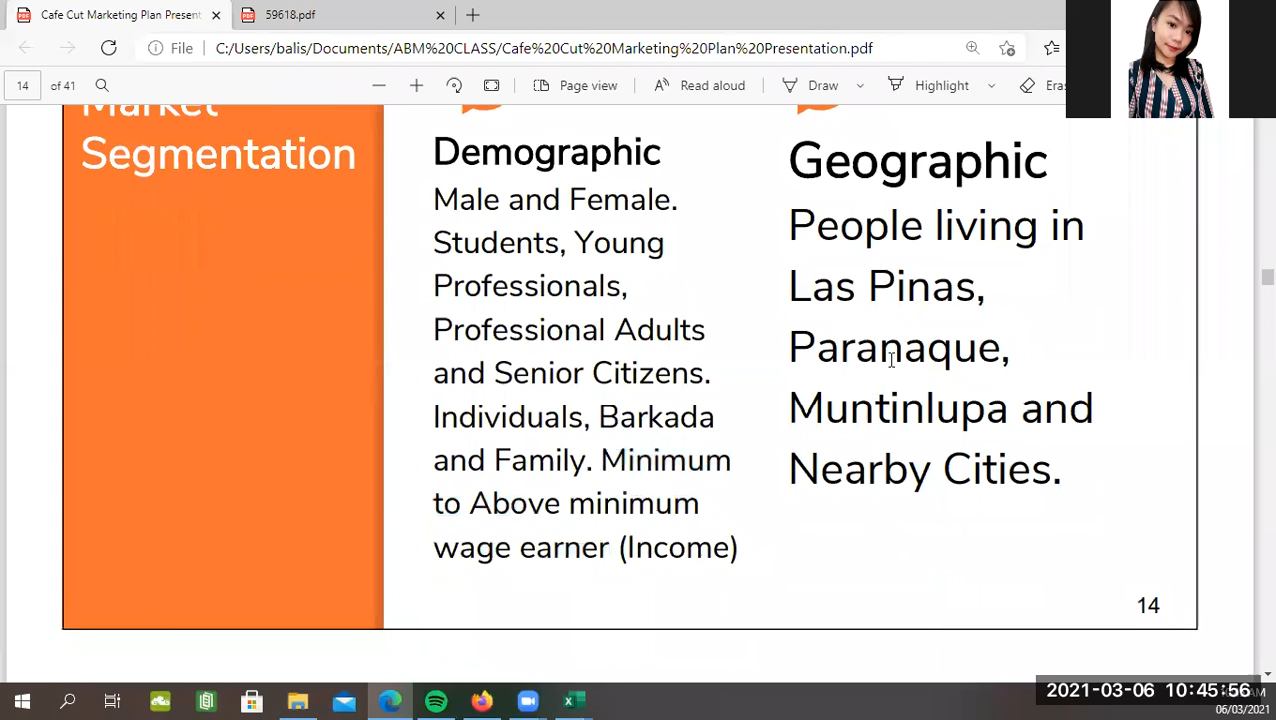 Cafe Cut Marketing Plan Present
59618.pdf
File
C:/Users/balis/Documents/ABM%20CLASS/Cafe%20Cut%20Marketing%20Plan%20Presentation.pdf
14 of 41
Page view
Read aloud
Draw
Highlight
Market
Segmentation
Demographic
Male and Female.
Students, Young
Professionals,
Professional Adults
and Senior Citizens.
Individuals, Barkada
and Family. Minimum
to Above minimum
wage earner (Income)
Geographic
People living in
Las Pinas,
Paranaque,
Muntinlupa and
Nearby Cities.
14
2021-03-06 10:45:56
06/03/2021